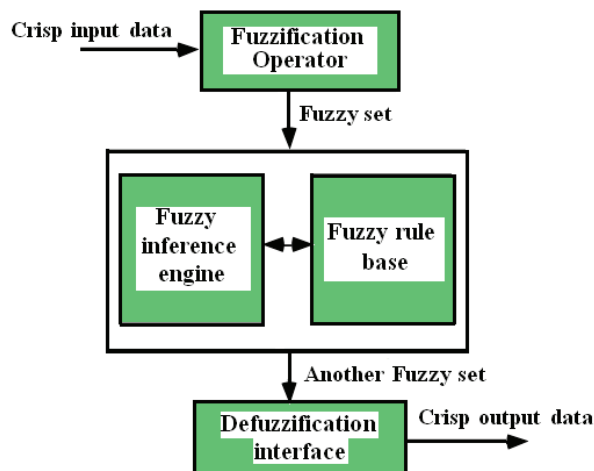 Crisp input data
Fuzzification
Operator
Fuzzy set
Fuzzy
inference
engine
Fuzzy rule
base
Another Fuzzy set
Defuzzification
interface
Crisp output data